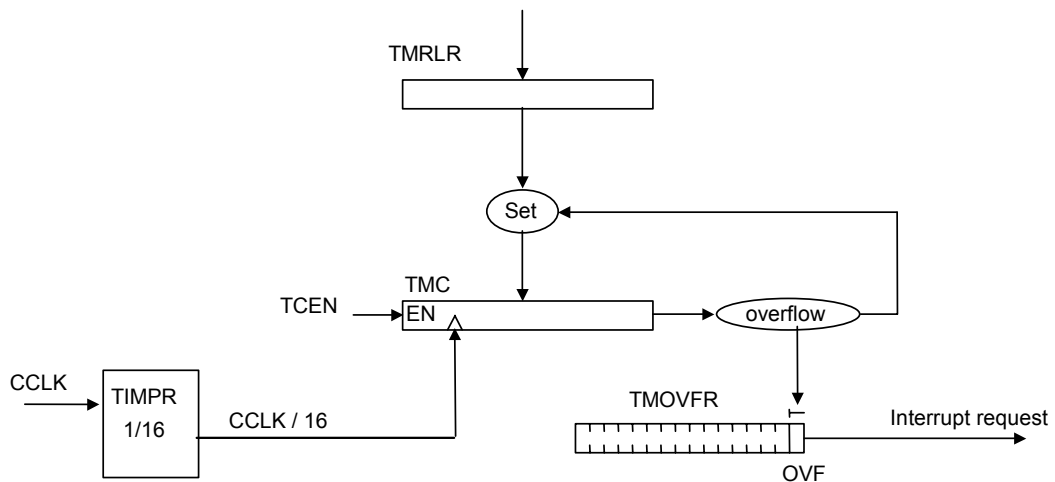 TMRLR
Set
TMC
TCEN
EN
overflow
CCLK
TIMPR
1/16
CCLK / 16
TMOVFR
Interrupt request
OVF